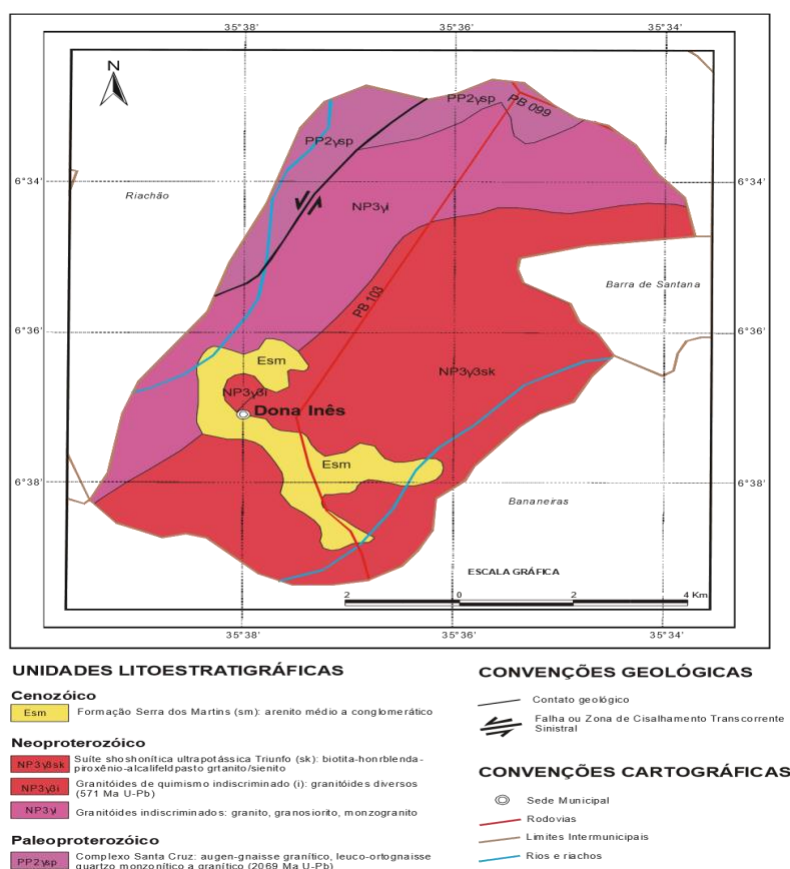 35°38' 35°36' 35°34'
N
PP2γsp
PB 099
PP2γsp
6°34' 6°34'
Riachão
NP3γi
Barra de Santana
PB 103
6°36' 6°36'
Esm
NP3γ3sk
NP3γ3i
Dona Inês
Esm
6°38' 6°38'
Bananeiras
ESCALA GRÁFICA
2 0 2 4 Km
35°38' 35°36' 35°34'
UNIDADES LITOESTRATIGRÁFICAS
Cenozóico
Esm Formação Serra dos Martins (sm): arenito médio a conglomerático
Neoproterozóico
NP3γ3sk Suíte shoshonítica ultrapotássica Triunfo (sk): biotita-honrblenda-
piroxênio-alcalifeldpasto grtanito/sienito
NP3γ3i Granitóides de quimismo indiscriminado (i): granitóides diversos
(571 Ma U-Pb)
NP3γi Granitóides indiscriminados: granito, granosiorito, monzogranito
Paleoproterozóico
PP2γsp Complexo Santa Cruz: augen-gnaisse granítico, leuco-ortognaisse
quartzo monzonítico a granítico (2069 Ma U-Pb)
CONVENÇÕES GEOLÓGICAS
Contato geológico
Falha ou Zona de Cisalhamento Transcorrente
Sinistral
CONVENÇÕES CARTOGRÁFICAS
Sede Municipal
Rodovias
Limites Intermunicipais
Rios e riachos